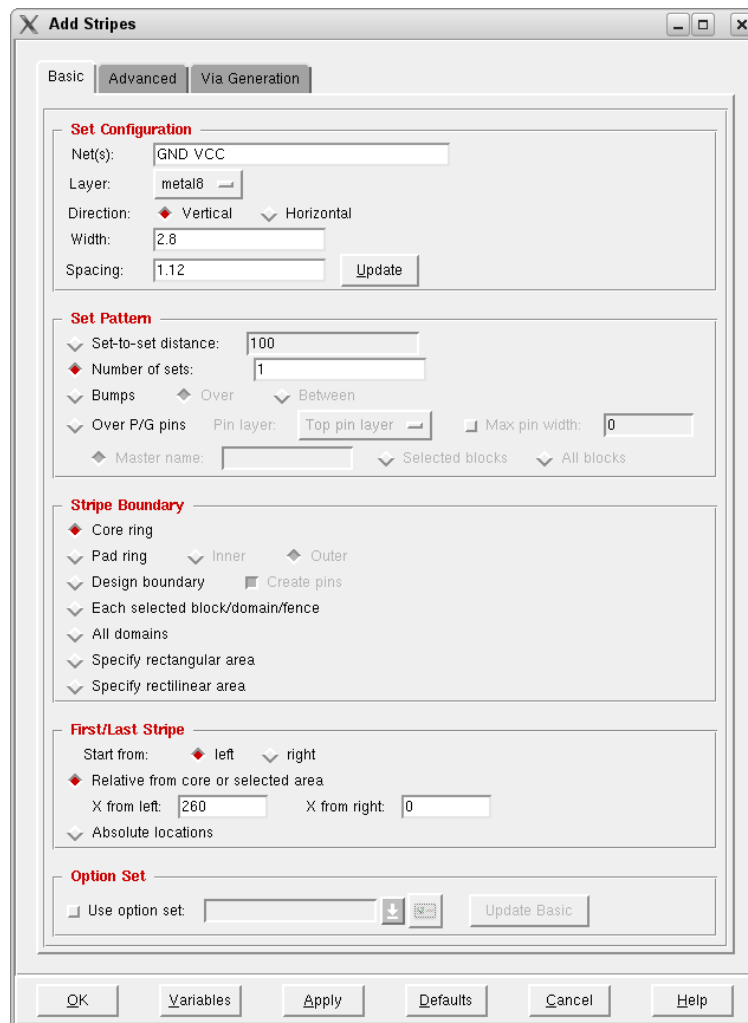 Add Stripes
Basic Advanced Via Generation
Set Configuration
Net(s): GND VCC
Layer: metal8
Direction: Vertical Horizontal
Width: 2.8
Spacing: 1.12 Update
Set Pattern
Set-to-set distance: 100
Number of sets: 1
Bumps Over Between
Over P/G pins Pin layer: Top pin layer Max pin width: 0
Master name: Selected blocks All blocks
Stripe Boundary
Core ring
Pad ring Inner Outer
Design boundary Create pins
Each selected block/domain/fence
All domains
Specify rectangular area
Specify rectilinear area
First/Last Stripe
Start from: left right
Relative from core or selected area
X from left: 260 X from right: 0
Absolute locations
Option Set
Use option set: Update Basic
OK Variables Apply Defaults Cancel Help